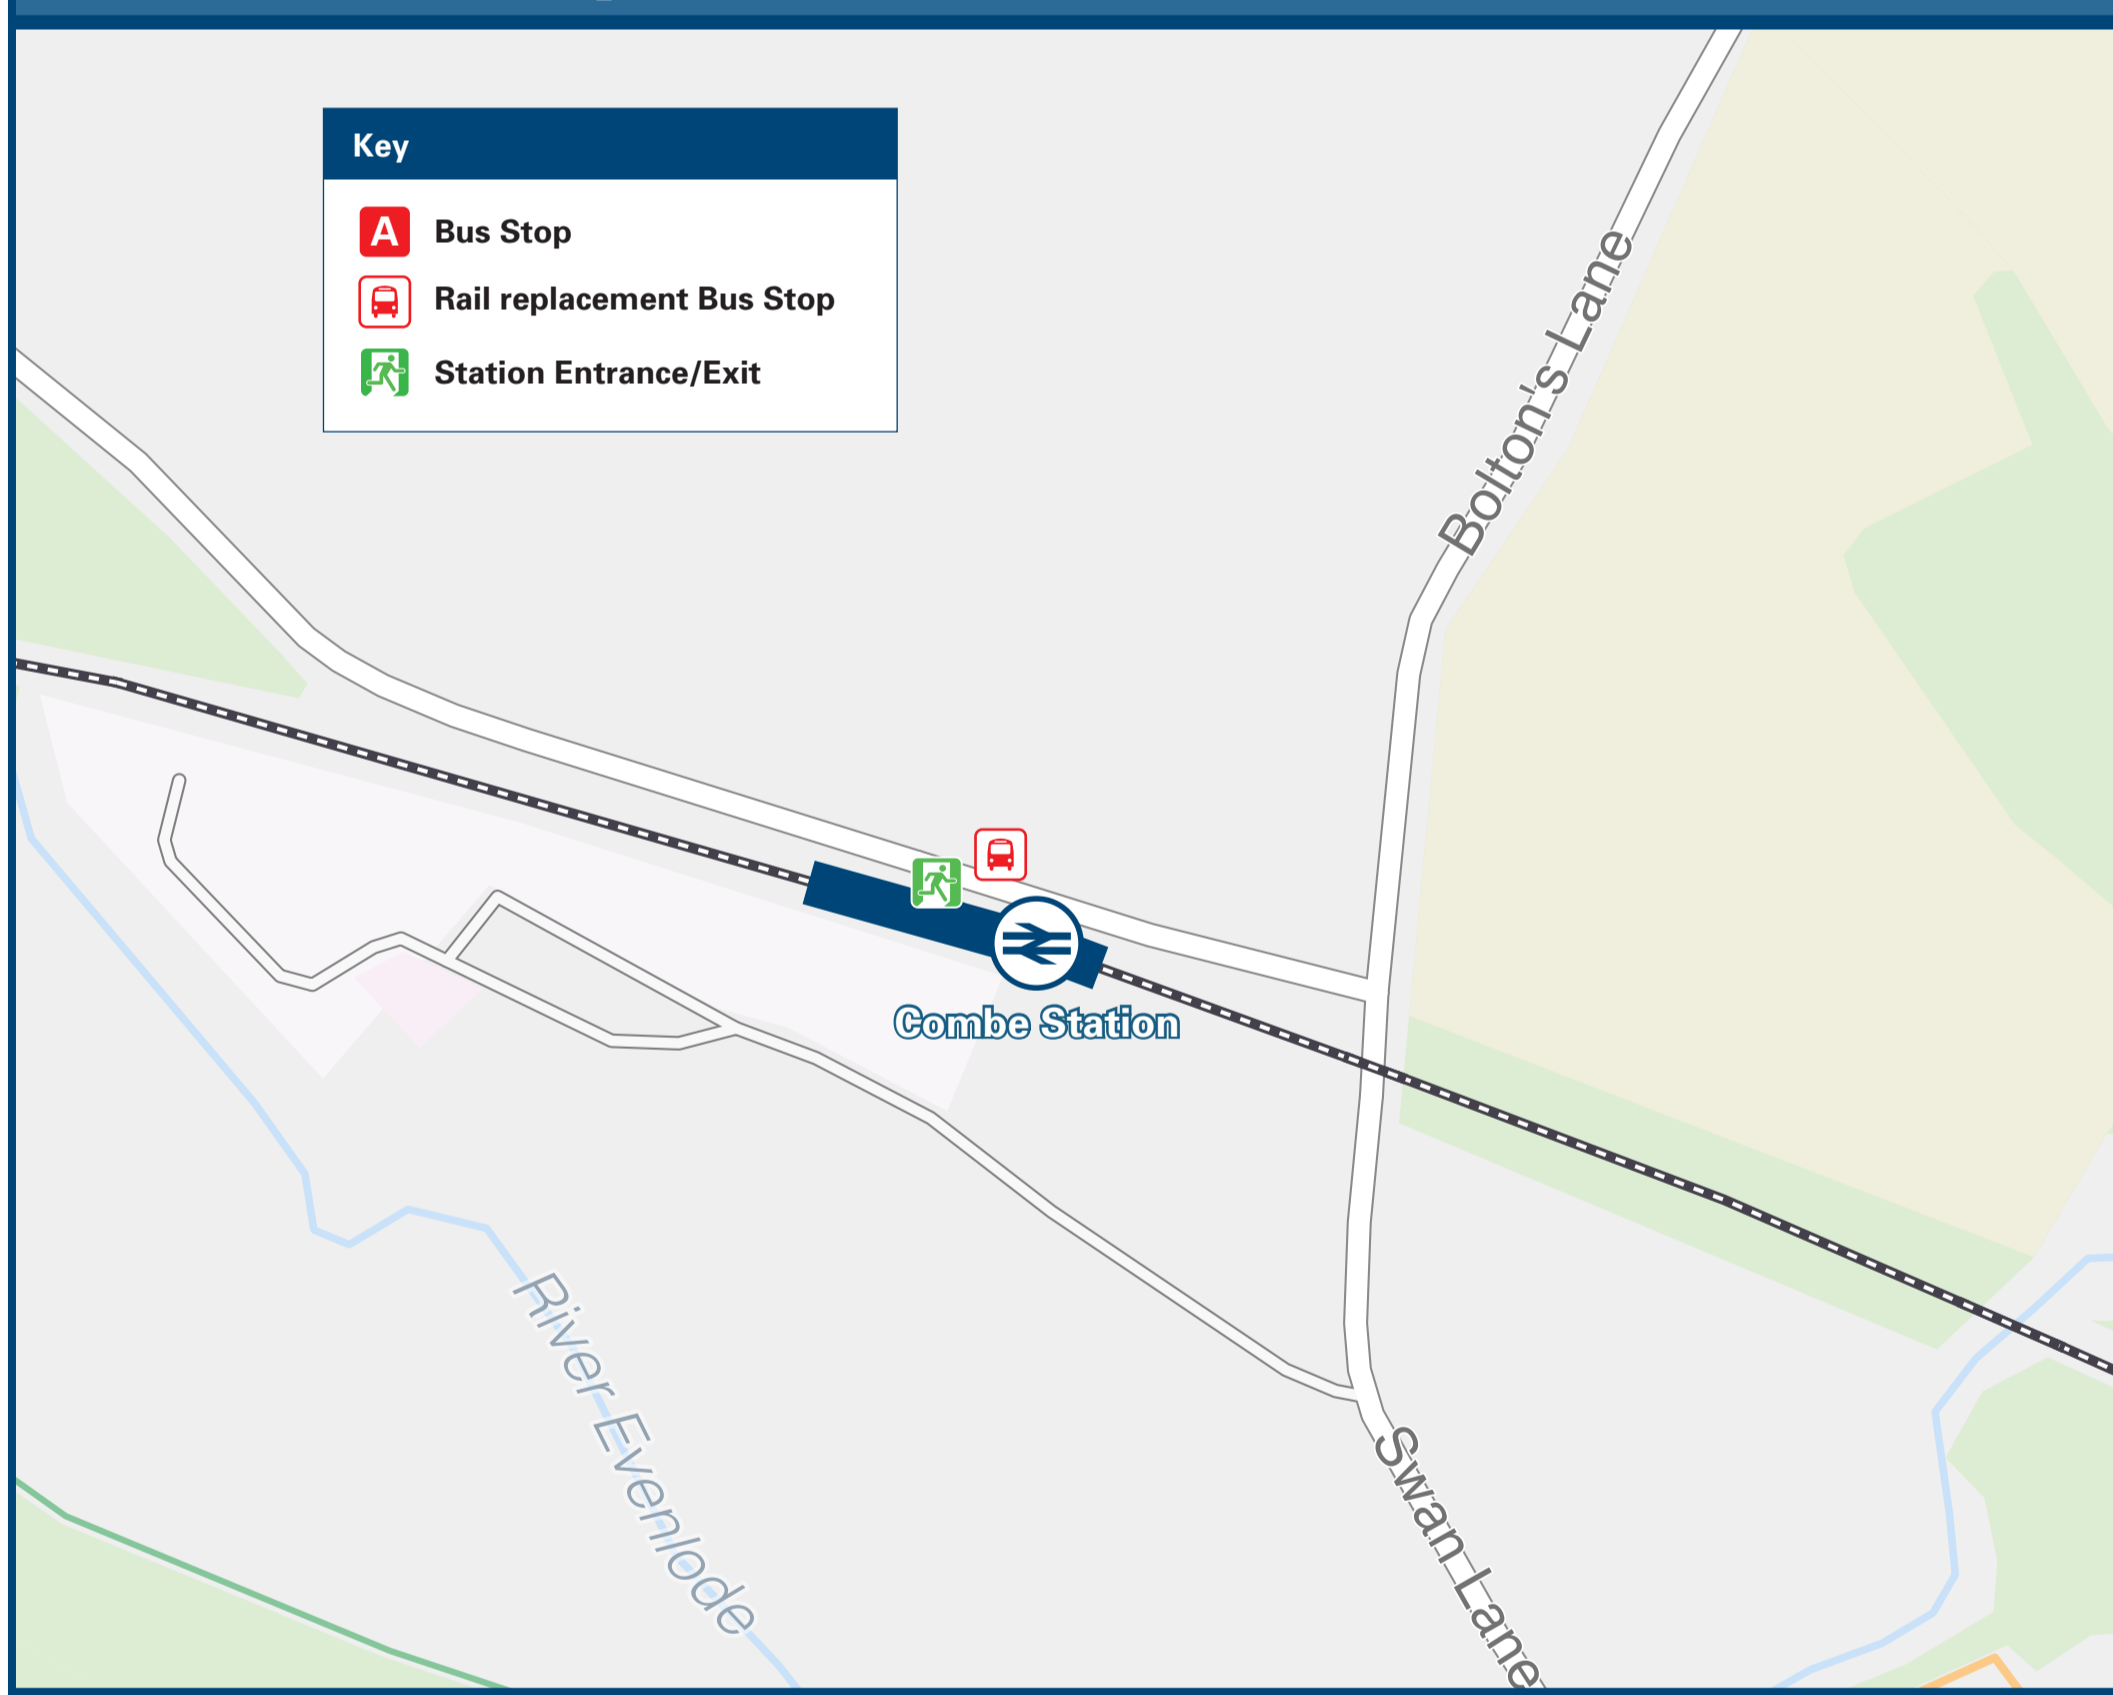 Key
A Bus Stop
Rail replacement Bus Stop
Station Entrance/Exit
Bolton's Lane
Combe Station
River Evenlode
Swan Lane